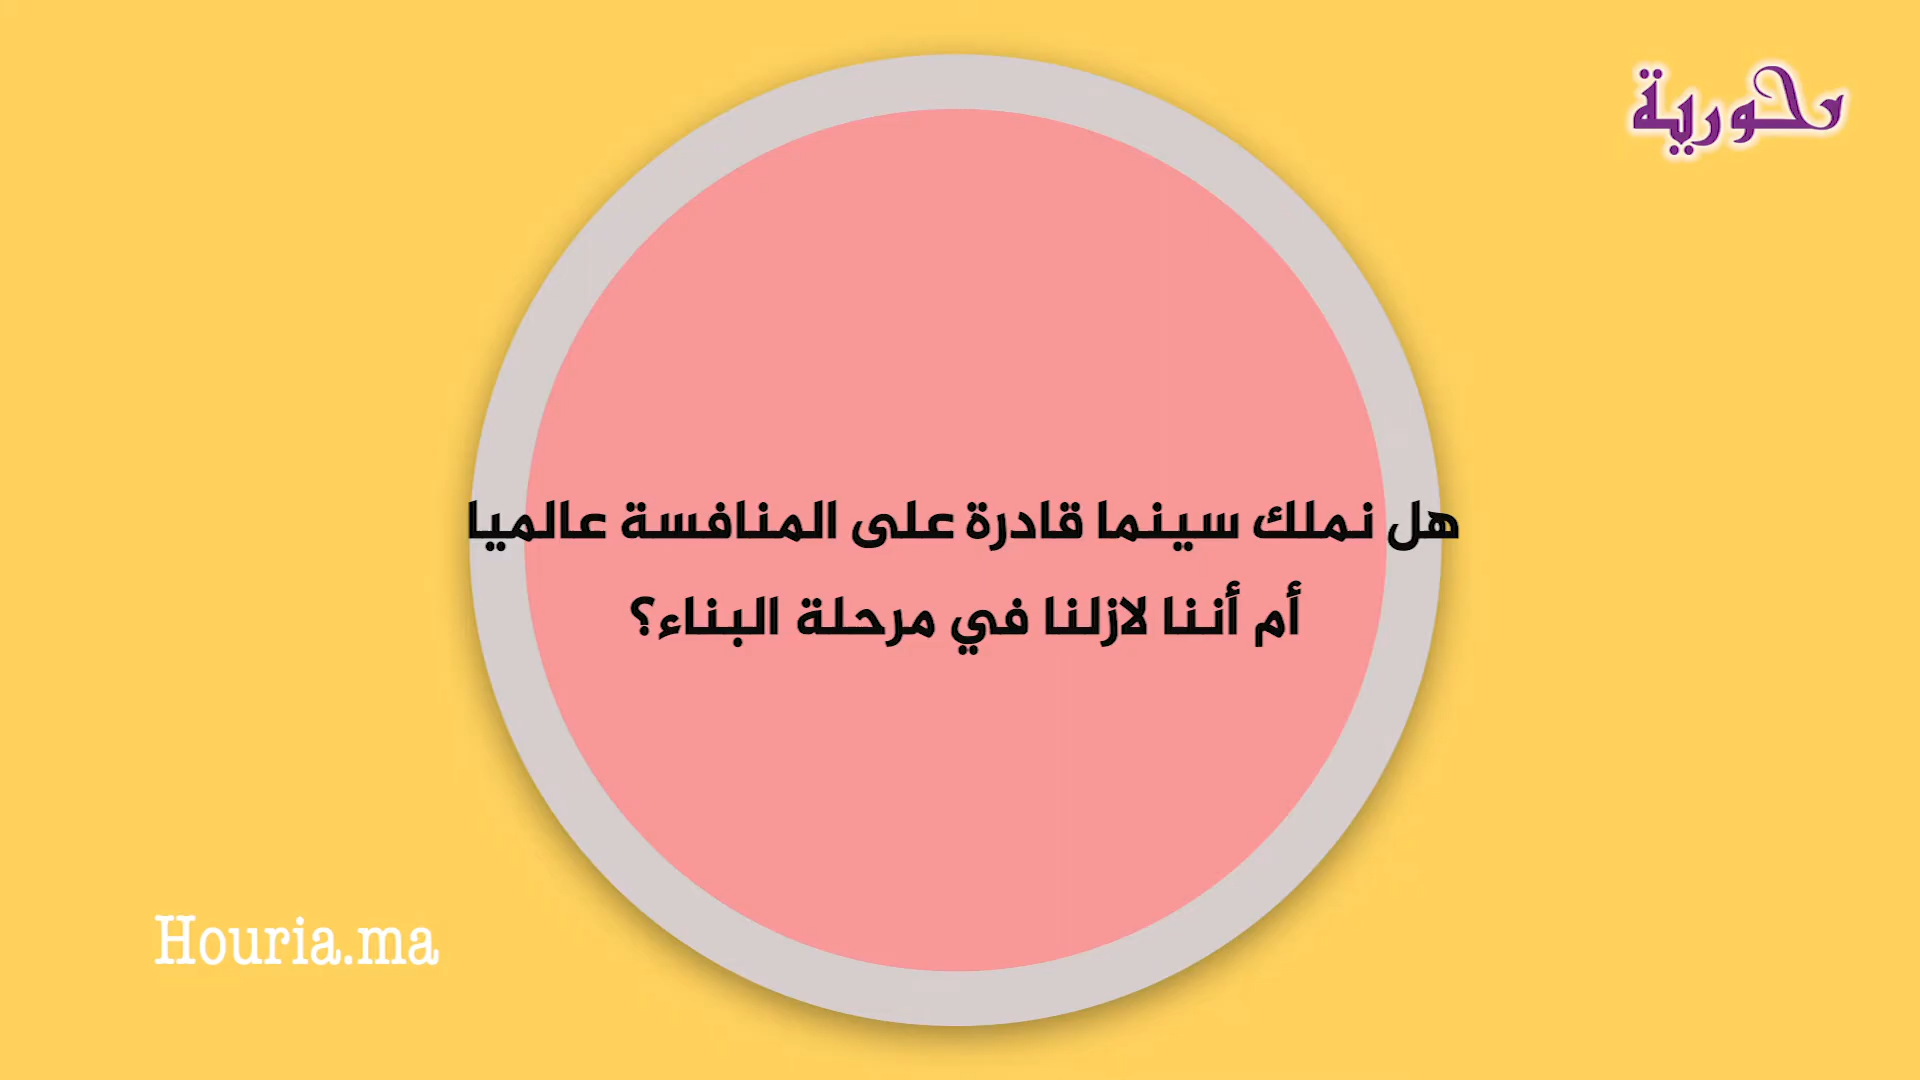 حورية
هل نملك سينما قادرة على المنافسة عالميا
أم أننا لازلنا في مرحلة البناء؟
Houria.ma